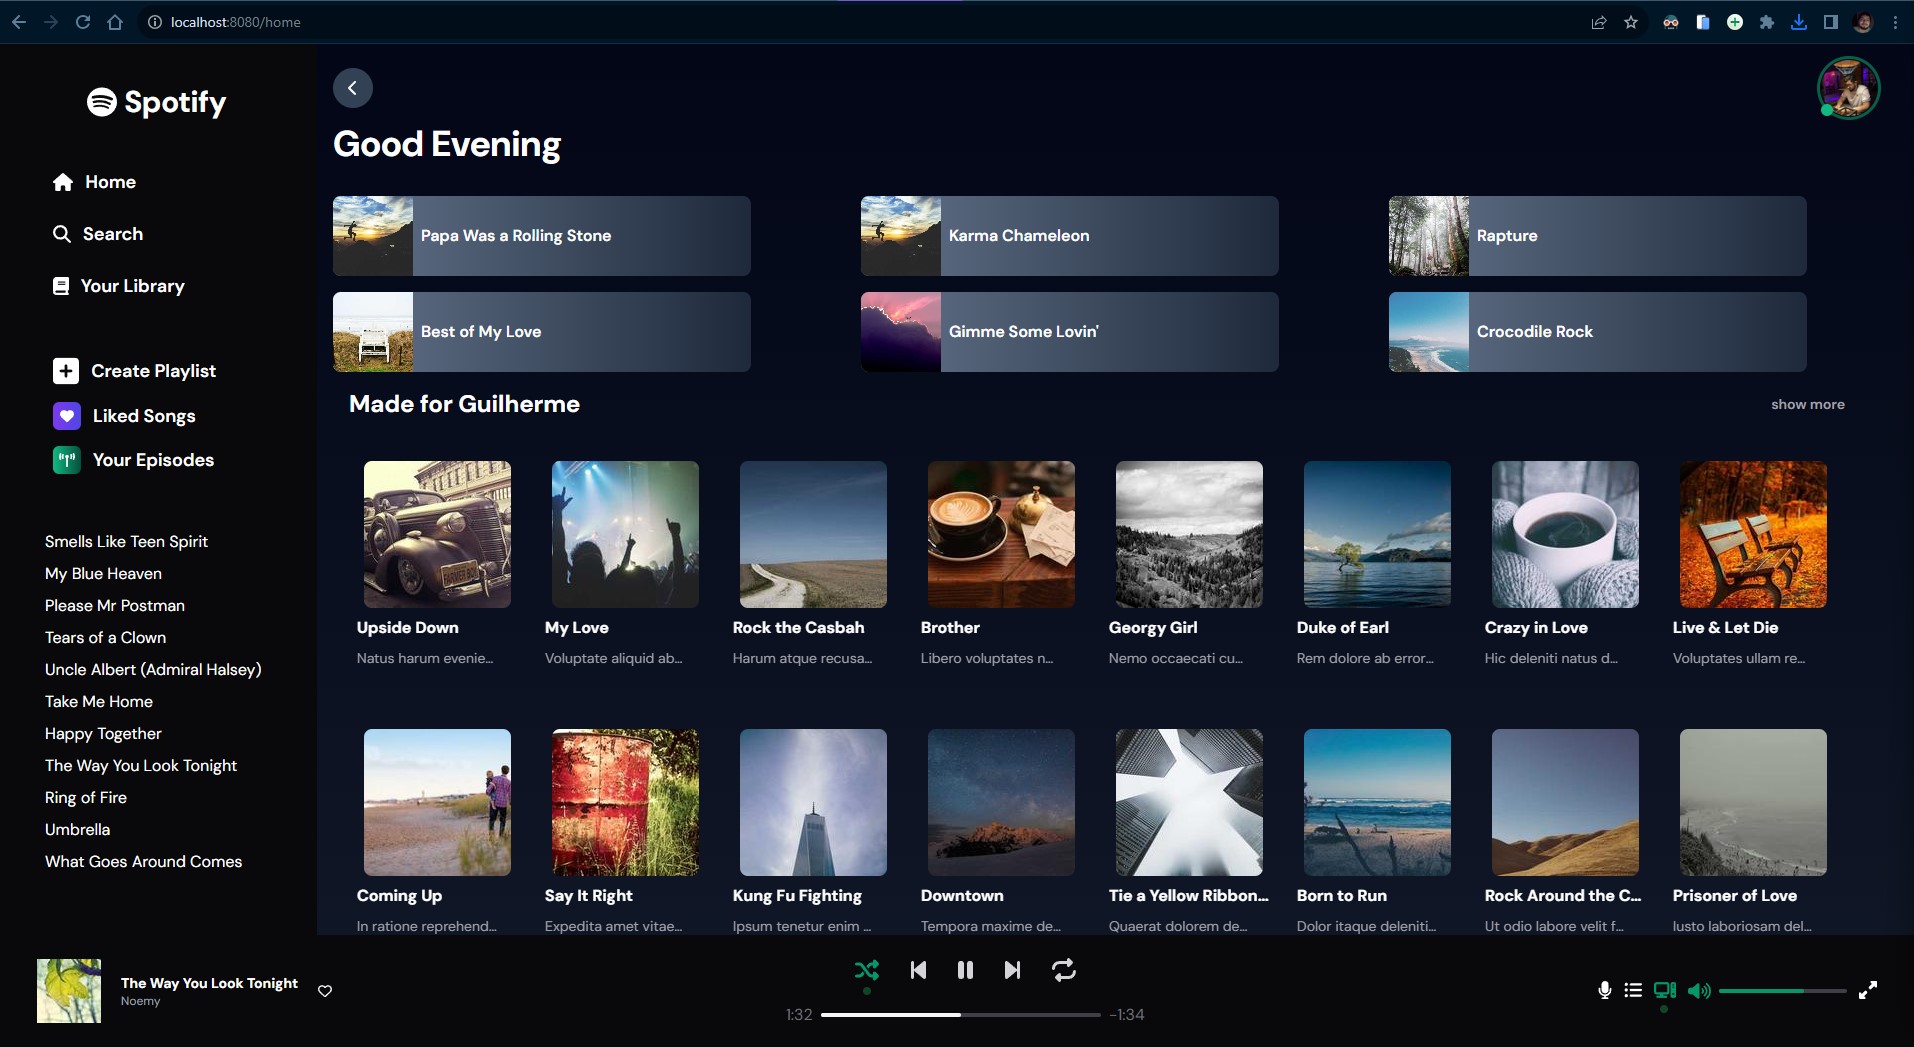 localhost:8080/home
Spotify
Home
Search
Your Library
Create Playlist
Liked Songs
Your Episodes
Smells Like Teen Spirit
My Blue Heaven
Please Mr Postman
Tears of a Clown
Uncle Albert (Admiral Halsey)
Take Me Home
Happy Together
The Way You Look Tonight
Ring of Fire
Umbrella
What Goes Around Comes
Good Evening
Papa Was a Rolling Stone
Karma Chameleon
Rapture
Best of My Love
Gimme Some Lovin'
Crocodile Rock
Made for Guilherme
show more
Upside Down
Natus harum evenie...
My Love
Voluptate aliquid ab...
Rock the Casbah
Harum atque recusa...
Brother
Libero voluptates n...
Georgy Girl
Nemo occaecati cu...
Duke of Earl
Rem dolore ab error...
Crazy in Love
Hic deleniti natus d...
Live & Let Die
Voluptates ullam re...
Coming Up
In ratione reprehend...
Say It Right
Expedita amet vitae...
Kung Fu Fighting
Ipsum tenetur enim ...
Downtown
Tempora maxime de...
Tie a Yellow Ribbon...
Quaerat dolorem de...
Born to Run
Dolor itaque deleniti...
Rock Around the C...
Ut odio labore velit f...
Prisoner of Love
Iusto laboriosam del...
The Way You Look Tonight
Noemy
1:32
-1:34